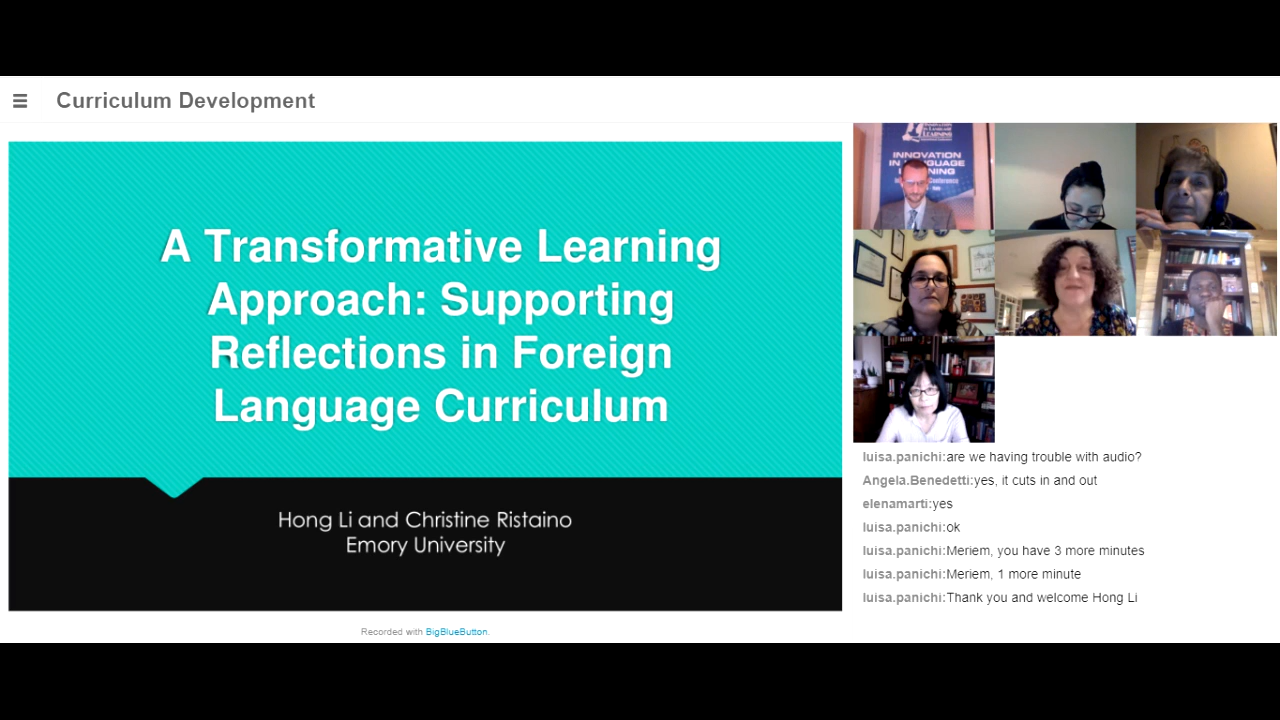 Curriculum Development
A Transformative Learning
Approach: Supporting
Reflections in Foreign
Language Curriculum
Hong Li and Christine Ristaino
Emory University
Recorded with BigBlueButton.
INNOVATION
IN LANGUAGE
LEARNING
luisa.panichi:are we having trouble with audio?
Angela.Benedetti:yes, it cuts in and out
elenamarti:yes
luisa.panichi:ok
luisa.panichi:Meriem, you have 3 more minutes
luisa.panichi:Meriem, 1 more minute
luisa.panichi:Thank you and welcome Hong Li